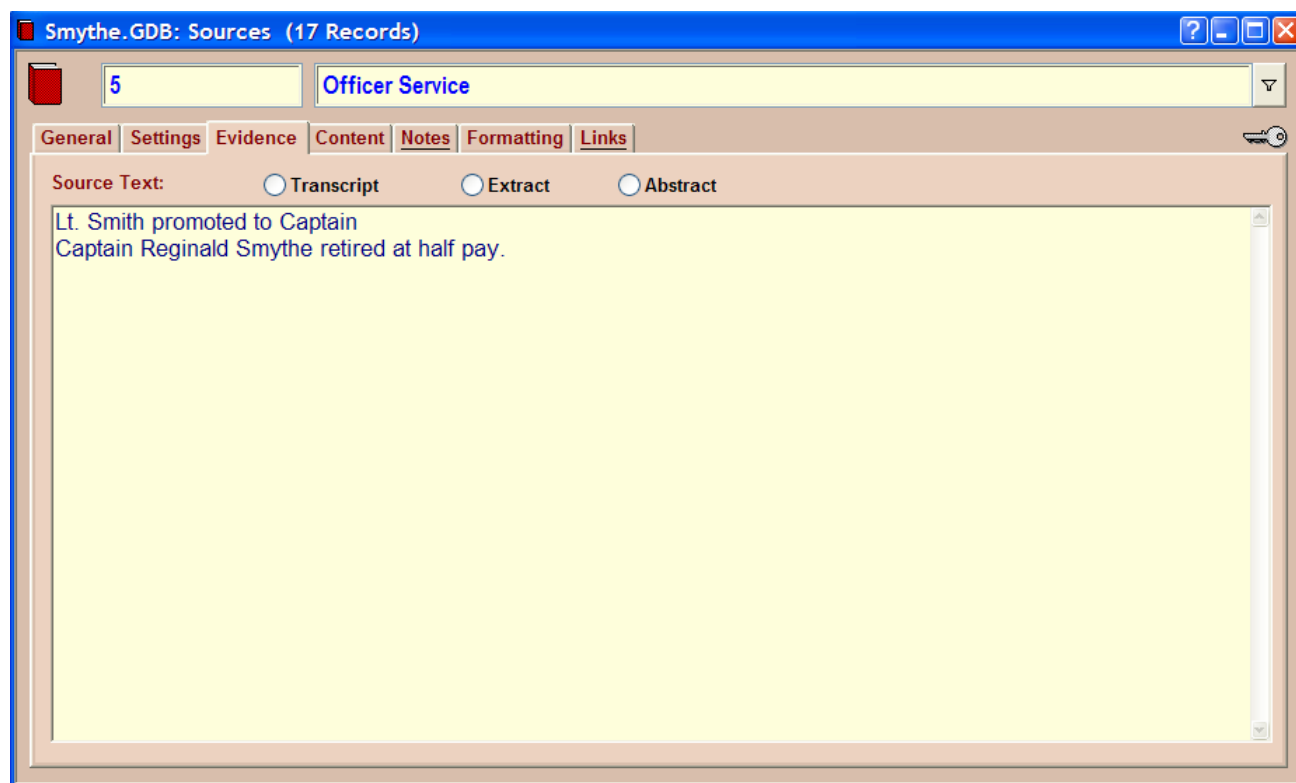 Smythe.GDB: Sources (17 Records)
5 Officer Service
General Settings Evidence Content Notes Formatting Links
Source Text: Transcript Extract Abstract
Lt. Smith promoted to Captain
Captain Reginald Smythe retired at half pay.